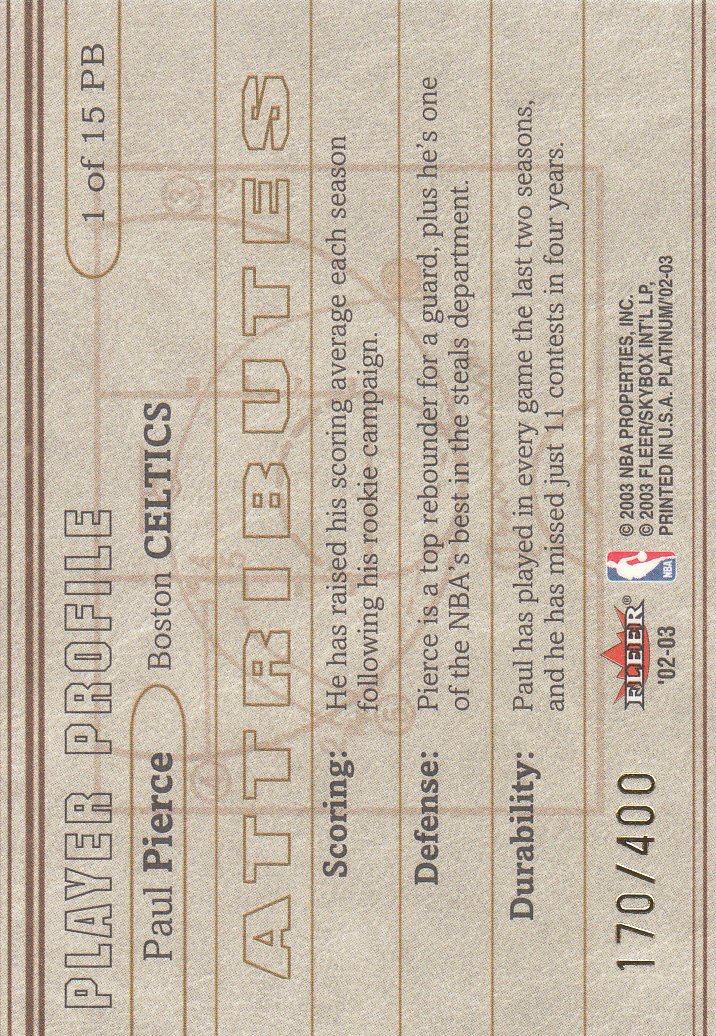 PLAYER PROFILE
1 of 15 PB
Paul Pierce
Boston CELTICS
ATTRIBUTES
Scoring: He has raised his scoring average each season
following his rookie campaign.
Defense: Pierce is a top rebounder for a guard, plus he's one
of the NBA's best in the steals department.
Durability: Paul has played in every game the last two seasons,
and he has missed just 11 contests in four years.
170/400
FLEER®
'02-03
NBA
© 2003 NBA PROPERTIES, INC.
© 2003 FLEER/SKYBOX INT'L LP,
PRINTED IN U.S.A. PLATINUM/'02-03